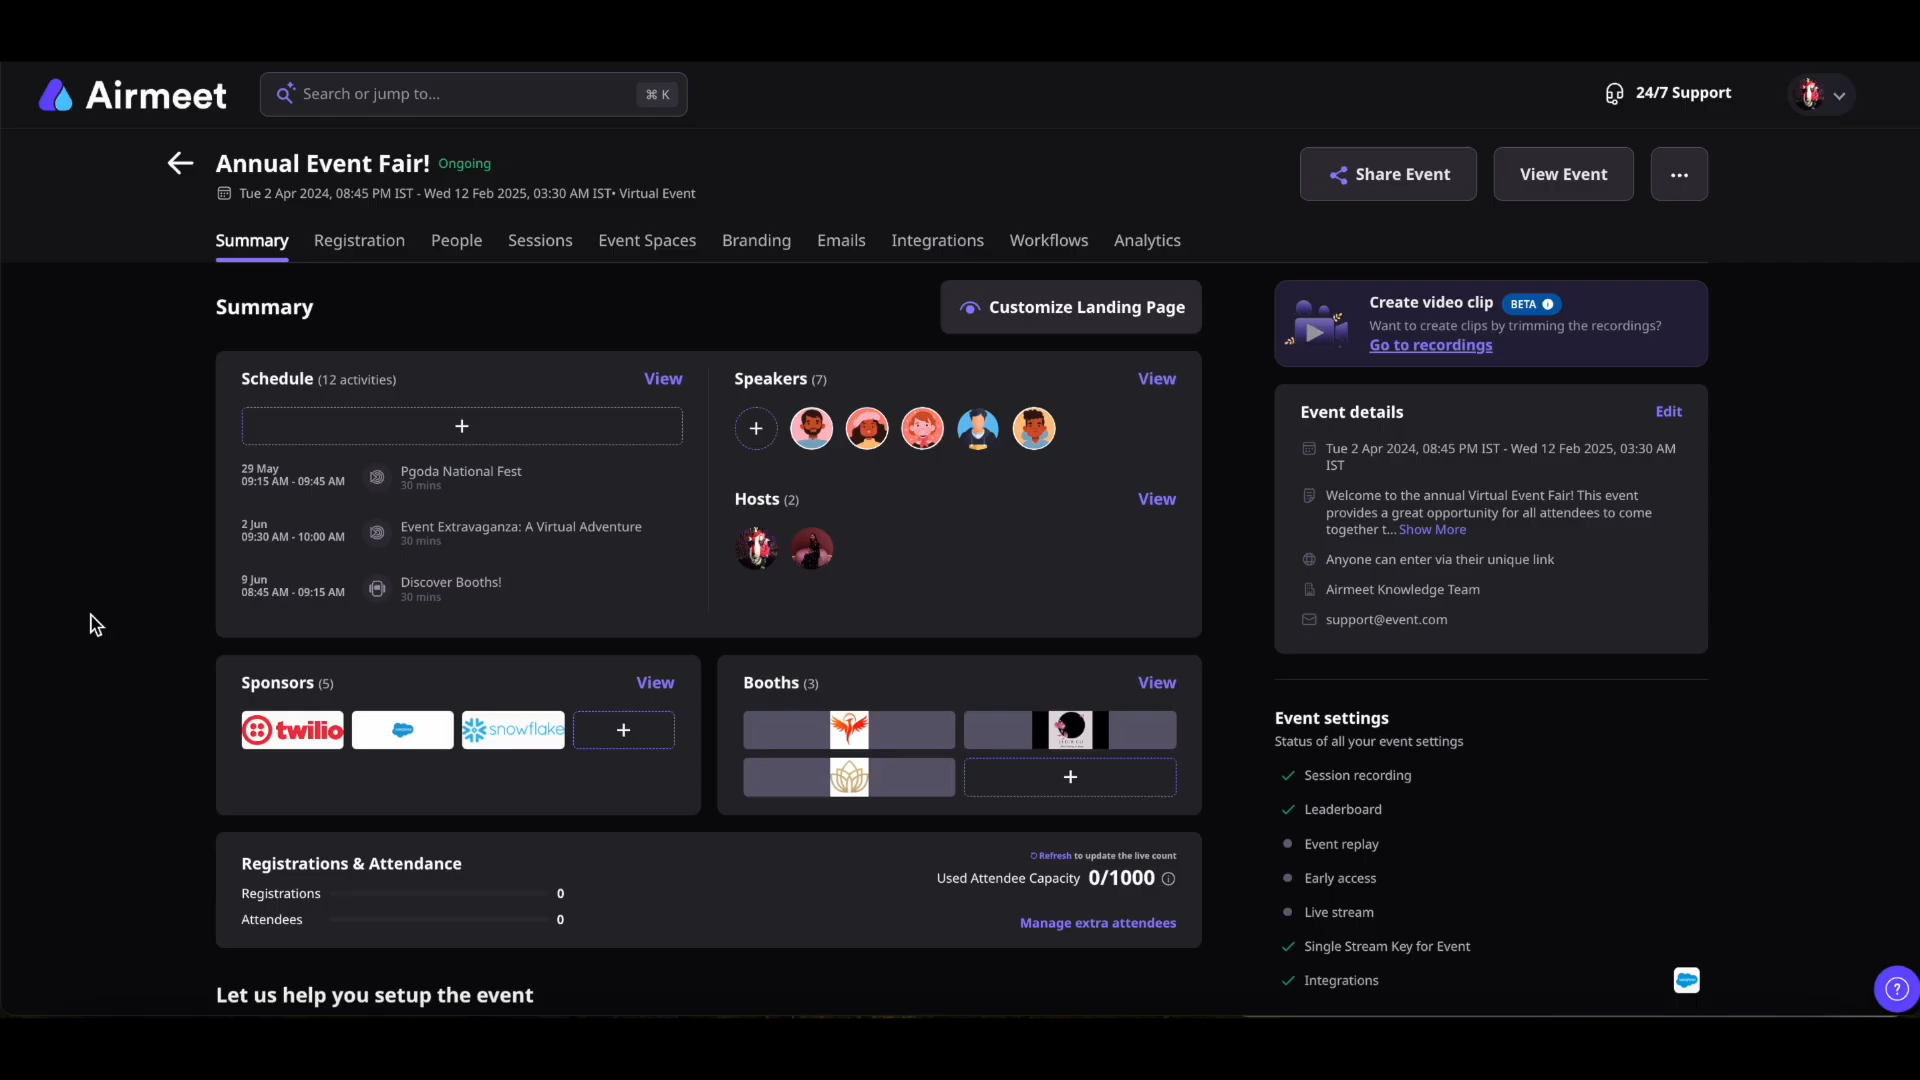 Airmeet
Search or jump to...
⌘ K
24/7 Support
Annual Event Fair! Ongoing
Tue 2 Apr 2024, 08:45 PM IST - Wed 12 Feb 2025, 03:30 AM IST• Virtual Event
Share Event
View Event
Summary
Registration
People
Sessions
Event Spaces
Branding
Emails
Integrations
Workflows
Analytics
Summary
Customize Landing Page
Schedule (12 activities)
View
29 May
09:15 AM - 09:45 AM
Pgoda National Fest
30 mins
2 Jun
09:30 AM - 10:00 AM
Event Extravaganza: A Virtual Adventure
30 mins
9 Jun
08:45 AM - 09:15 AM
Discover Booths!
30 mins
Speakers (7)
View
Hosts (2)
View
Sponsors (5)
View
twilio
snowflake
Booths (3)
View
Registrations & Attendance
Registrations 0
Attendees 0
Refresh to update the live count
Used Attendee Capacity 0/1000
Manage extra attendees
Let us help you setup the event
Create video clip BETA
Want to create clips by trimming the recordings?
Go to recordings
Event details
Edit
Tue 2 Apr 2024, 08:45 PM IST - Wed 12 Feb 2025, 03:30 AM
IST
Welcome to the annual Virtual Event Fair! This event
provides a great opportunity for all attendees to come
together t... Show More
Anyone can enter via their unique link
Airmeet Knowledge Team
support@event.com
Event settings
Status of all your event settings
Session recording
Leaderboard
Event replay
Early access
Live stream
Single Stream Key for Event
Integrations